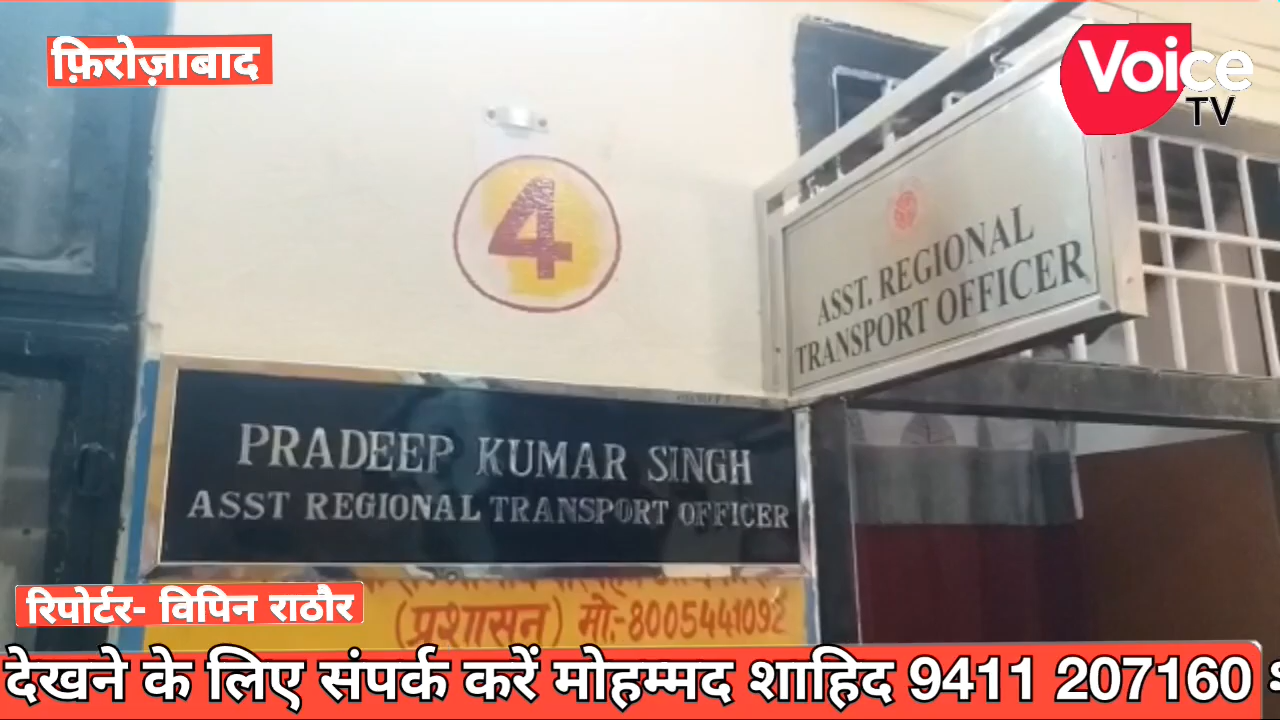 फ़िरोज़ाबाद
Voice
TV
4
ASST. REGIONAL
TRANSPORT OFFICER
PRADEEP KUMAR SINGH
ASST REGIONAL TRANSPORT OFFICER
(प्रशासन) मो.-8005441092
रिपोर्टर- विपिन राठौर
देखने के लिए संपर्क करें मोहम्मद शाहिद 9411 207160